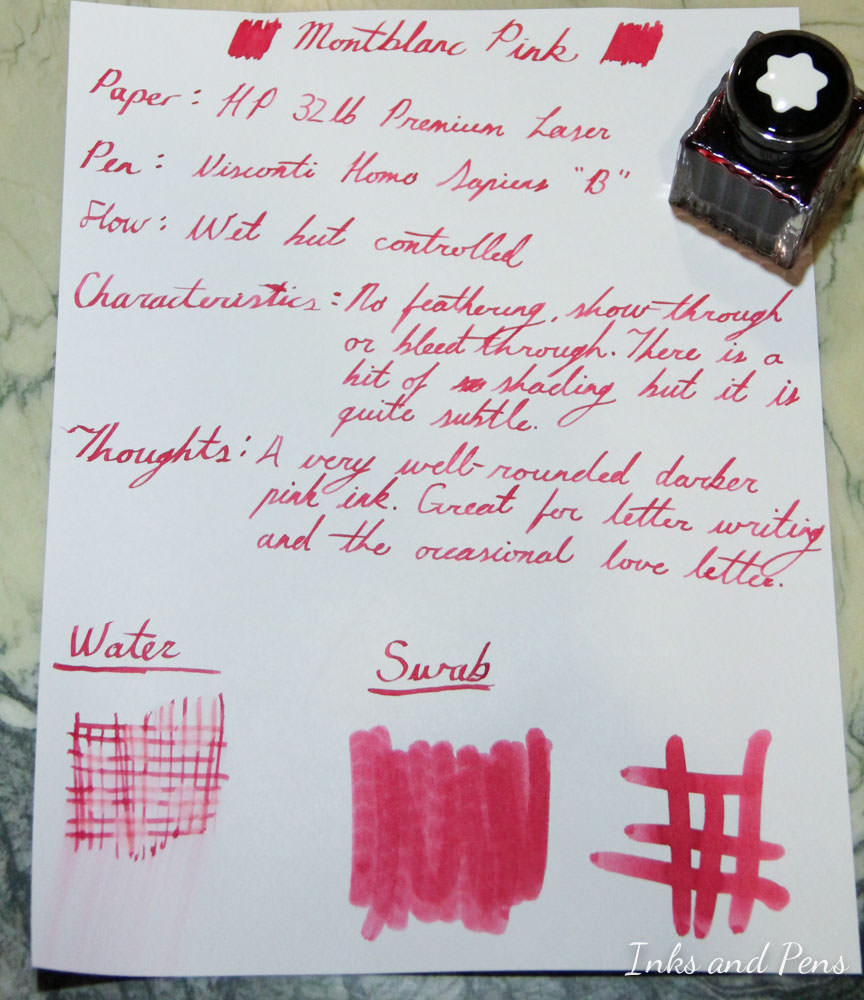 Montblanc Pink
Paper: HP 32lb Premium Laser
Pen: Visconti Homo Sapiens "B"
Flow: Wet but controlled
Characteristics: No feathering, show-through
or bleed through. There is a
bit of shading but it is
quite subtle.
Thoughts: A very well-rounded darker
pink ink. Great for letter writing
and the occasional love letter.
Water
Swab
Inks and Pens